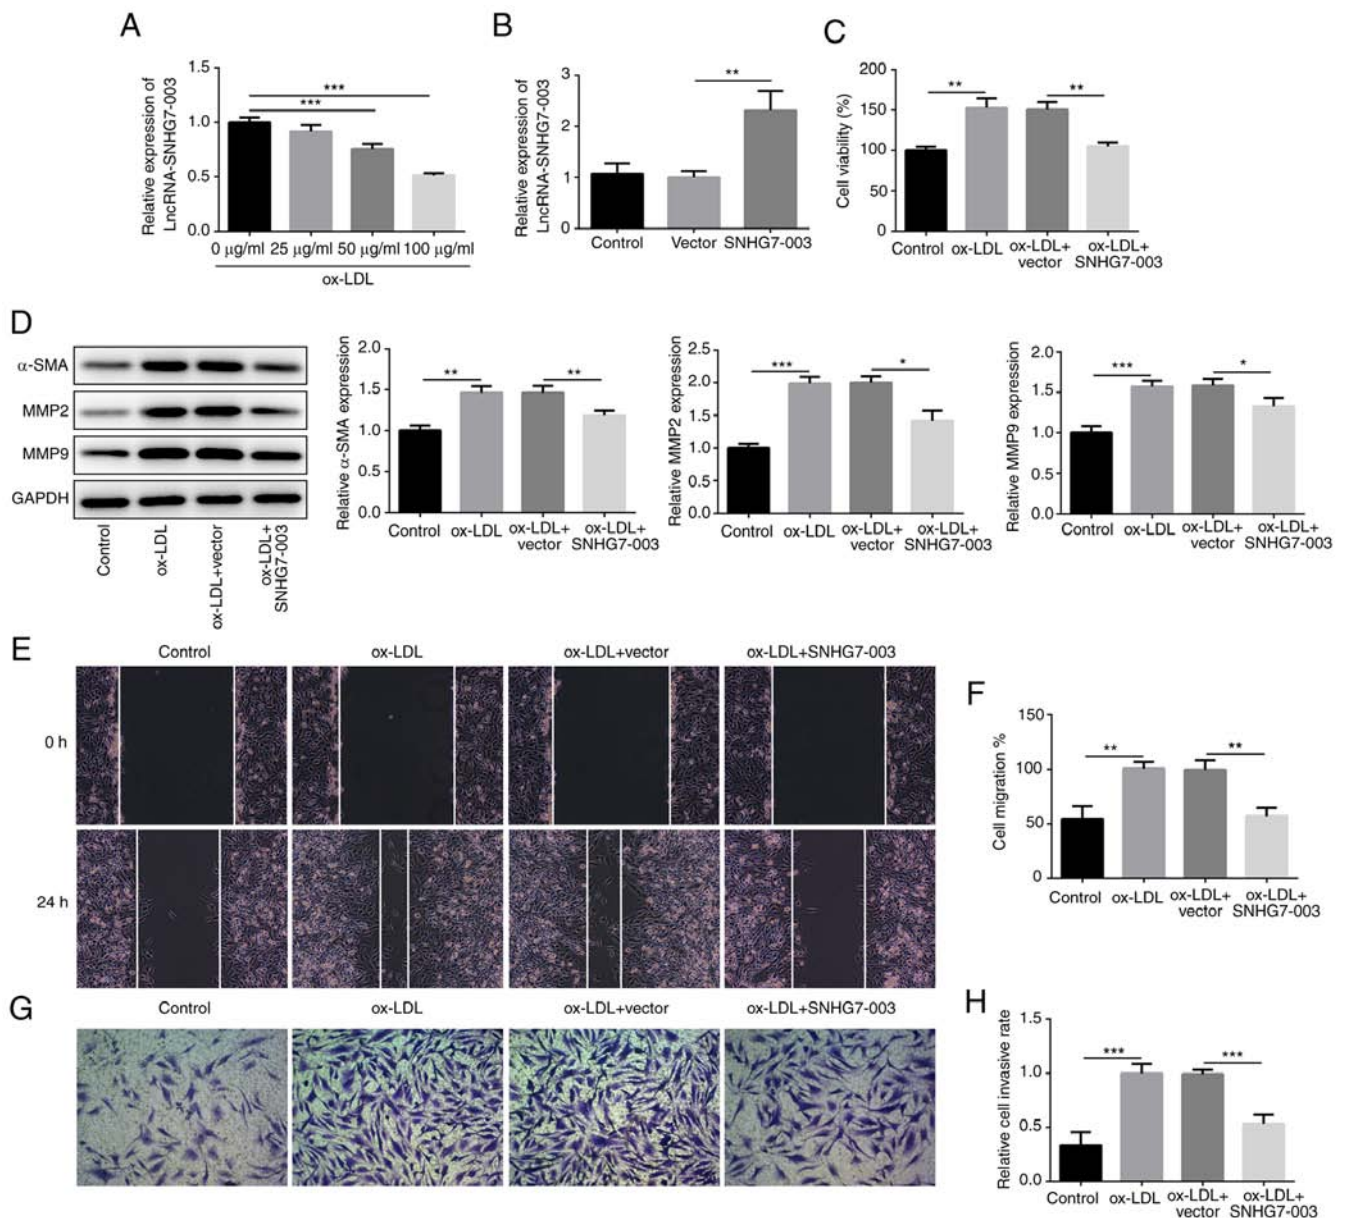 A
Relative expression of
LncRNA-SNHG7-003
1.5
1.0
0.5
0.0
***
***
0 μg/ml 25 μg/ml 50 μg/ml 100 μg/ml
ox-LDL
B
Relative expression of
LncRNA-SNHG7-003
3
2
1
0
**
Control Vector SNHG7-003
C
Cell viability (%)
200
150
100
50
0
** **
Control ox-LDL ox-LDL+ ox-LDL+
vector SNHG7-003
D
α-SMA
MMP2
MMP9
GAPDH
Control
ox-LDL
ox-LDL+vector
ox-LDL+
SNHG7-003
Relative α-SMA expression
2.0
1.5
1.0
0.5
0.0
** **
Control ox-LDL ox-LDL+ ox-LDL+
vector SNHG7-003
Relative MMP2 expression
2.5
2.0
1.5
1.0
0.5
0.0
*** *
Control ox-LDL ox-LDL+ ox-LDL+
vector SNHG7-003
Relative MMP9 expression
2.0
1.5
1.0
0.5
0.0
*** *
Control ox-LDL ox-LDL+ ox-LDL+
vector SNHG7-003
E
Control ox-LDL ox-LDL+vector ox-LDL+SNHG7-003
0 h
24 h
F
Cell migration %
150
100
50
0
** **
Control ox-LDL ox-LDL+ ox-LDL+
vector SNHG7-003
G
Control ox-LDL ox-LDL+vector ox-LDL+SNHG7-003
H
Relative cell invasive rate
1.5
1.0
0.5
0.0
*** ***
Control ox-LDL ox-LDL+ ox-LDL+
vector SNHG7-003